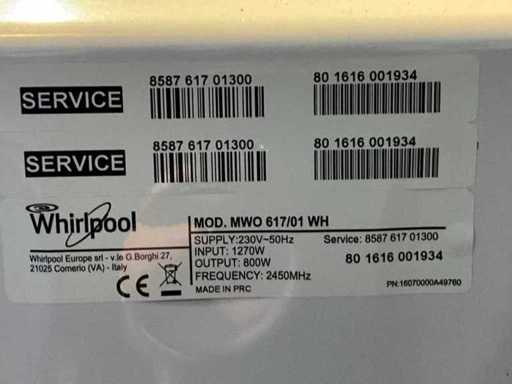 SERVICE 8587 617 01300 80 1616 001934
SERVICE 8587 617 01300 80 1616 001934
Whirlpool
Whirlpool Europe srl - v.le G.Borghi 27,
21025 Comerio (VA) - Italy
CE
MOD. MWO 617/01 WH
SUPPLY:230V~50Hz Service: 8587 617 01300
INPUT: 1270W
OUTPUT: 800W 80 1616 001934
FREQUENCY: 2450MHz
MADE IN PRC PN:16070000A49760